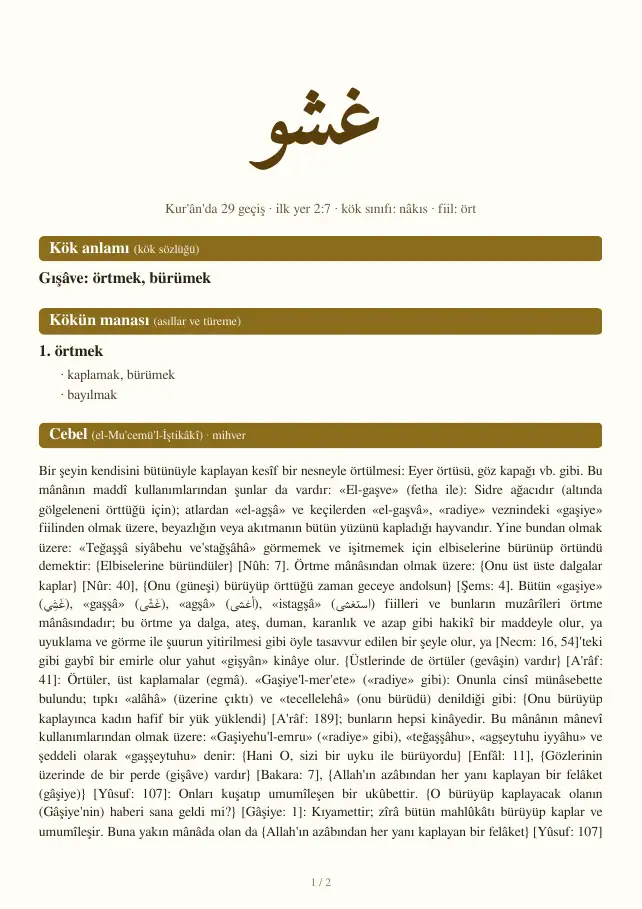 غشو
Kur'ân'da 29 geçiş · ilk yer 2:7 · kök sınıfı: nâkıs · fiil: ört
Kök anlamı (kök sözlüğü)
Gışâve: örtmek, bürümek
Kökün manası (asıllar ve türeme)
1. örtmek
· kaplamak, bürümek
· bayılmak
Cebel (el-Mu'cemü'l-İştikâkî) · mihver
Bir şeyin kendisini bütünüyle kaplayan kesîf bir nesneyle örtülmesi: Eyer örtüsü, göz kapağı vb. gibi. Bu
mânânın maddî kullanımlarından şunlar da vardır: «El-gaşve» (fetha ile): Sidre ağacıdır (altında
gölgeleneni örttüğü için); atlardan «el-agşâ» ve keçilerden «el-gaşvâ», «radiye» veznindeki «gaşiye»
fiilinden olmak üzere, beyazlığın veya akıtmanın bütün yüzünü kapladığı hayvandır. Yine bundan olmak
üzere: «Teğaşşâ siyâbehu ve'stağşâhâ» görmemek ve işitmemek için elbiselerine bürünüp örtündü
demektir: {Elbiselerine büründüler} [Nûh: 7]. Örtme mânasından olmak üzere: {Onu üst üste dalgalar
kaplar} [Nûr: 40], {Onu (güneşi) bürüyüp örttüğü zaman geceye andolsun} [Şems: 4]. Bütün «gaşiye»
(غَشِيَ), «gaşşâ» (غَشَّى), «agşâ» (أغشى), «istagşâ» (استغشى) fiilleri ve bunların muzârîleri örtme
mânâsındadır; bu örtme ya dalga, ateş, duman, karanlık ve azap gibi hakikî bir maddeyle olur, ya
uyuklama ve görme ile şuurun yitirilmesi gibi öyle tasavvur edilen bir şeyle olur, ya [Necm: 16, 54]'teki
gibi gaybî bir emirle olur yahut «gişyân» kinâye olur. {Üstlerinde de örtüler (gevâşin) vardır} [A'râf:
41]: Örtüler, üst kaplamalar (egmâ). «Gaşiye'l-mer'ete» («radiye» gibi): Onunla cinsî münâsebette
bulundu; tıpkı «alâhâ» (üzerine çıktı) ve «tecellelehâ» (onu bürüdü) denildiği gibi: {Onu bürüyüp
kaplayınca kadın hafif bir yük yüklendi} [A'râf: 189]; bunların hepsi kinâyedir. Bu mânânın mânevî
kullanımlarından olmak üzere: «Gaşiyehu'l-emru» («radiye» gibi), «teğaşşâhu», «agşeytuhu iyyâhu» ve
şeddeli olarak «gaşşeytuhu» denir: {Hani O, sizi bir uyku ile bürüyordu} [Enfâl: 11], {Gözlerinin
üzerinde de bir perde (gişâve) vardır} [Bakara: 7], {Allah'ın azâbından her yanı kaplayan bir felâket
(gâşiye)} [Yûsuf: 107]: Onları kuşatıp umumîleşen bir ukûbettir. {O bürüyüp kaplayacak olanın
(Gâşiye'nin) haberi sana geldi mi?} [Gâşiye: 1]: Kıyamettir; zîrâ bütün mahlûkâtı bürüyüp kaplar ve
umumîleşir. Buna yakın mânâda olan da {Allah'ın azâbından her yanı kaplayan bir felâket} [Yûsuf: 107]
1 / 2